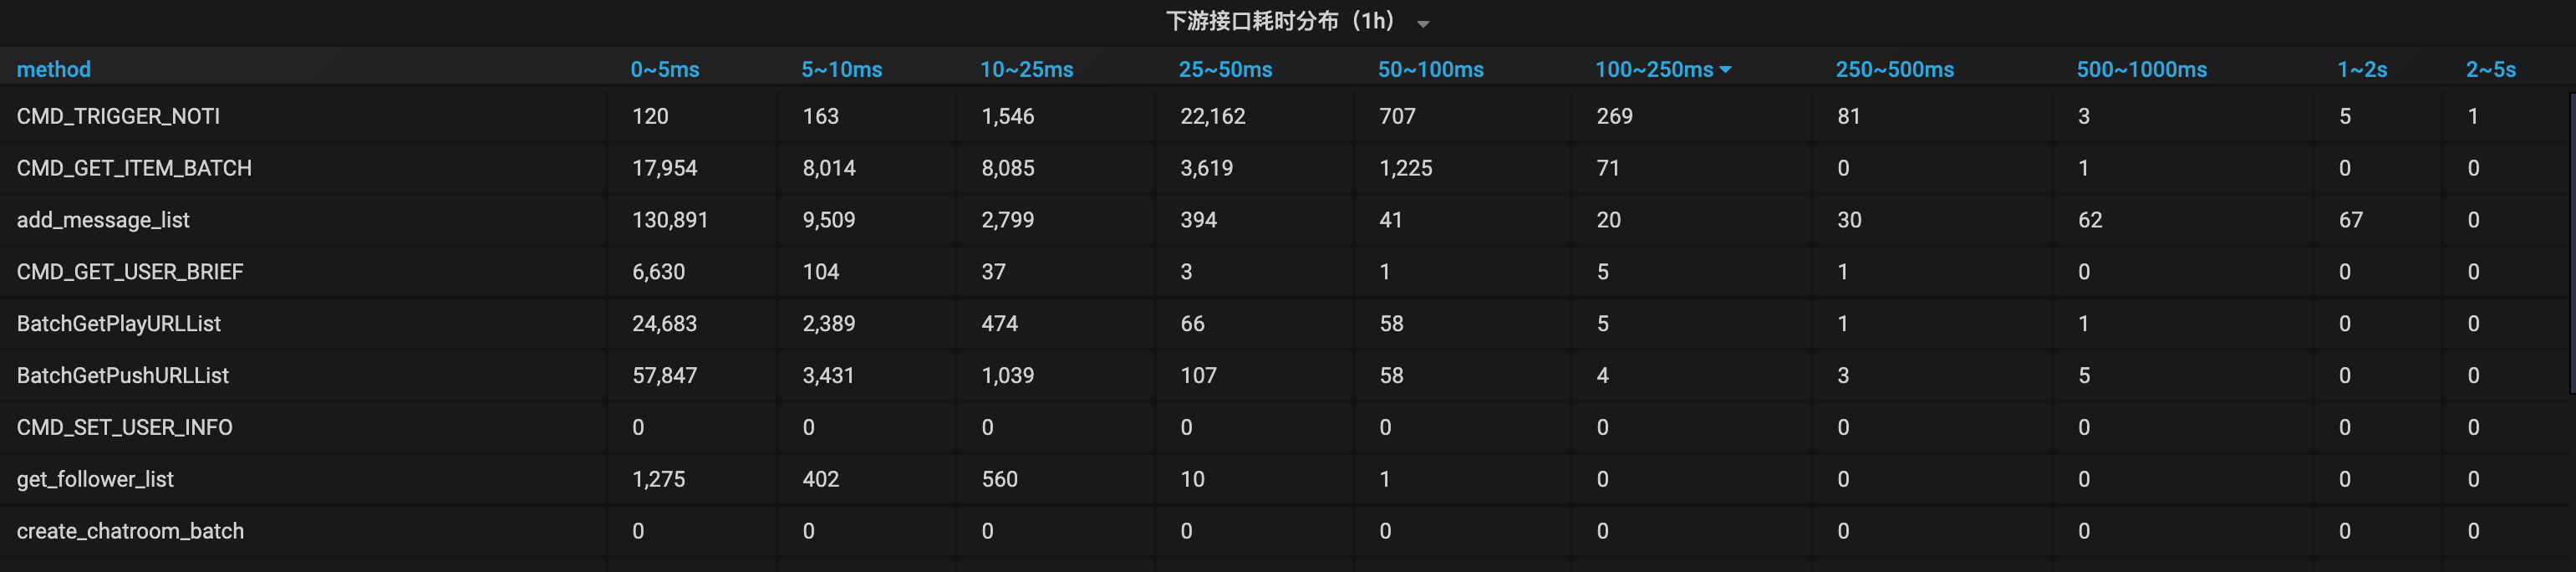 下游接口耗时分布（1h）
method 0~5ms 5~10ms 10~25ms 25~50ms 50~100ms 100~250ms 250~500ms 500~1000ms 1~2s 2~5s
CMD_TRIGGER_NOTI 120 163 1,546 22,162 707 269 81 3 5 1
CMD_GET_ITEM_BATCH 17,954 8,014 8,085 3,619 1,225 71 0 1 0 0
add_message_list 130,891 9,509 2,799 394 41 20 30 62 67 0
CMD_GET_USER_BRIEF 6,630 104 37 3 1 5 1 0 0 0
BatchGetPlayURLList 24,683 2,389 474 66 58 5 1 1 0 0
BatchGetPushURLList 57,847 3,431 1,039 107 58 4 3 5 0 0
CMD_SET_USER_INFO 0 0 0 0 0 0 0 0 0 0
get_follower_list 1,275 402 560 10 1 0 0 0 0 0
create_chatroom_batch 0 0 0 0 0 0 0 0 0 0